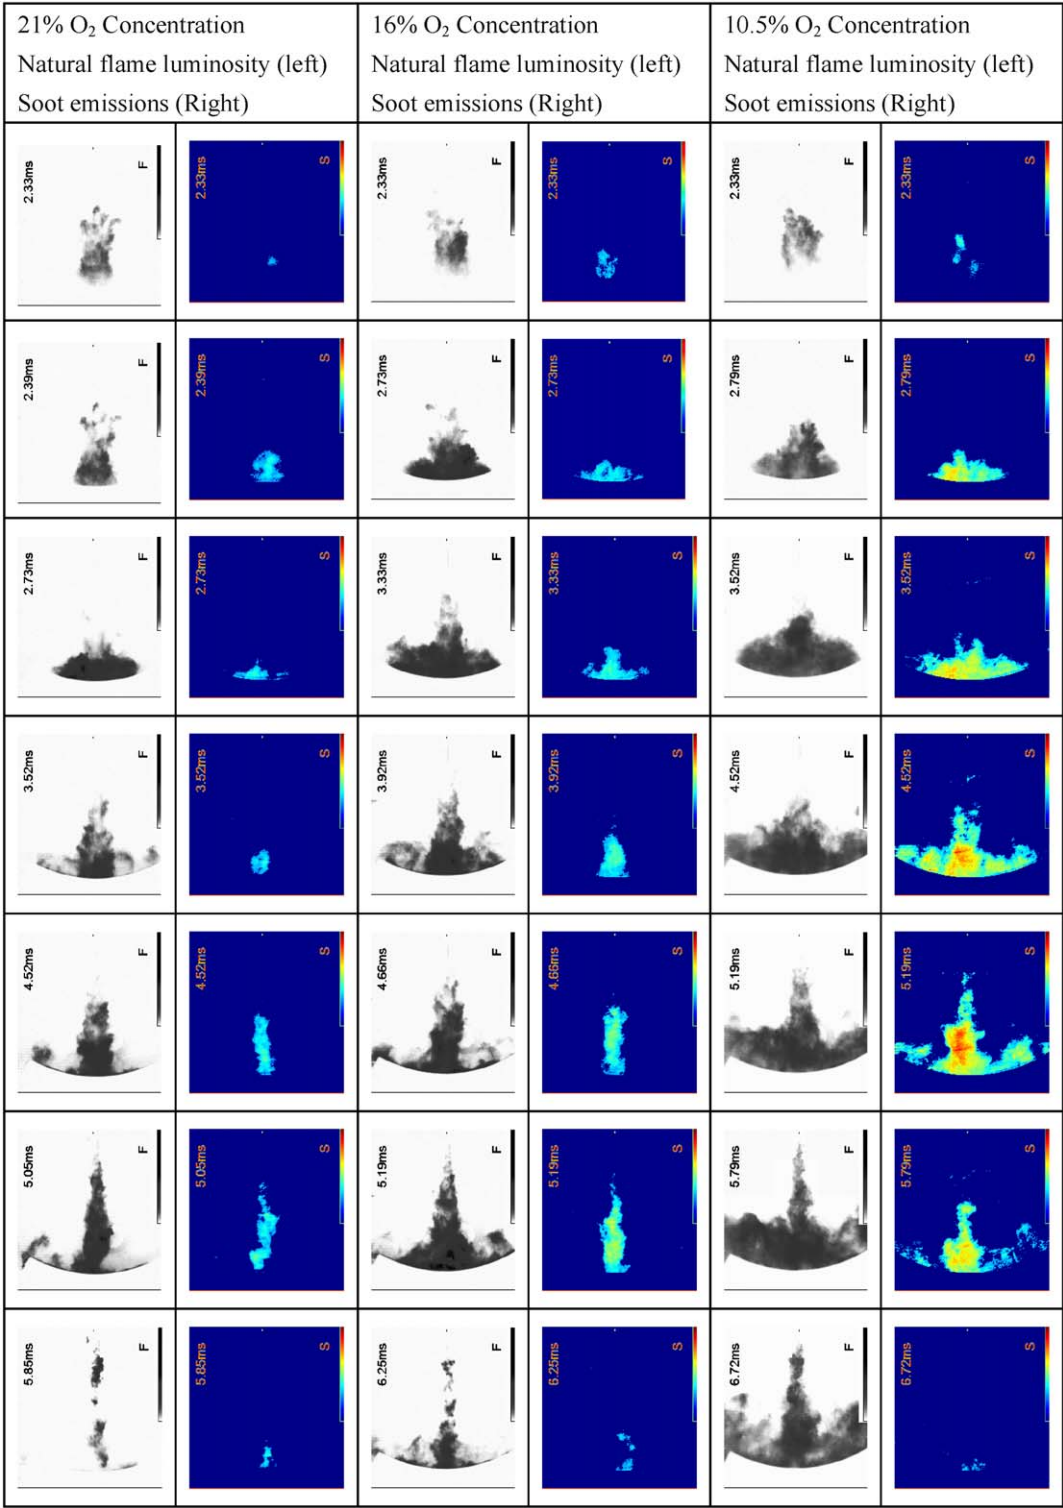 21% O₂ Concentration
Natural flame luminosity (left)
Soot emissions (Right)
16% O₂ Concentration
Natural flame luminosity (left)
Soot emissions (Right)
10.5% O₂ Concentration
Natural flame luminosity (left)
Soot emissions (Right)
2.33ms F
2.33ms S
2.33ms F
2.33ms S
2.33ms F
2.33ms S
2.39ms F
2.39ms S
2.73ms F
2.73ms S
2.79ms F
2.79ms S
2.73ms F
2.73ms S
3.33ms F
3.33ms S
3.52ms F
3.52ms S
3.52ms F
3.52ms S
3.92ms F
3.92ms S
4.52ms F
4.52ms S
4.52ms F
4.52ms S
4.66ms F
4.66ms S
5.19ms F
5.19ms S
5.05ms F
5.05ms S
5.19ms F
5.19ms S
5.79ms F
5.79ms S
5.85ms F
5.85ms S
6.25ms F
6.25ms S
6.72ms F
6.72ms S